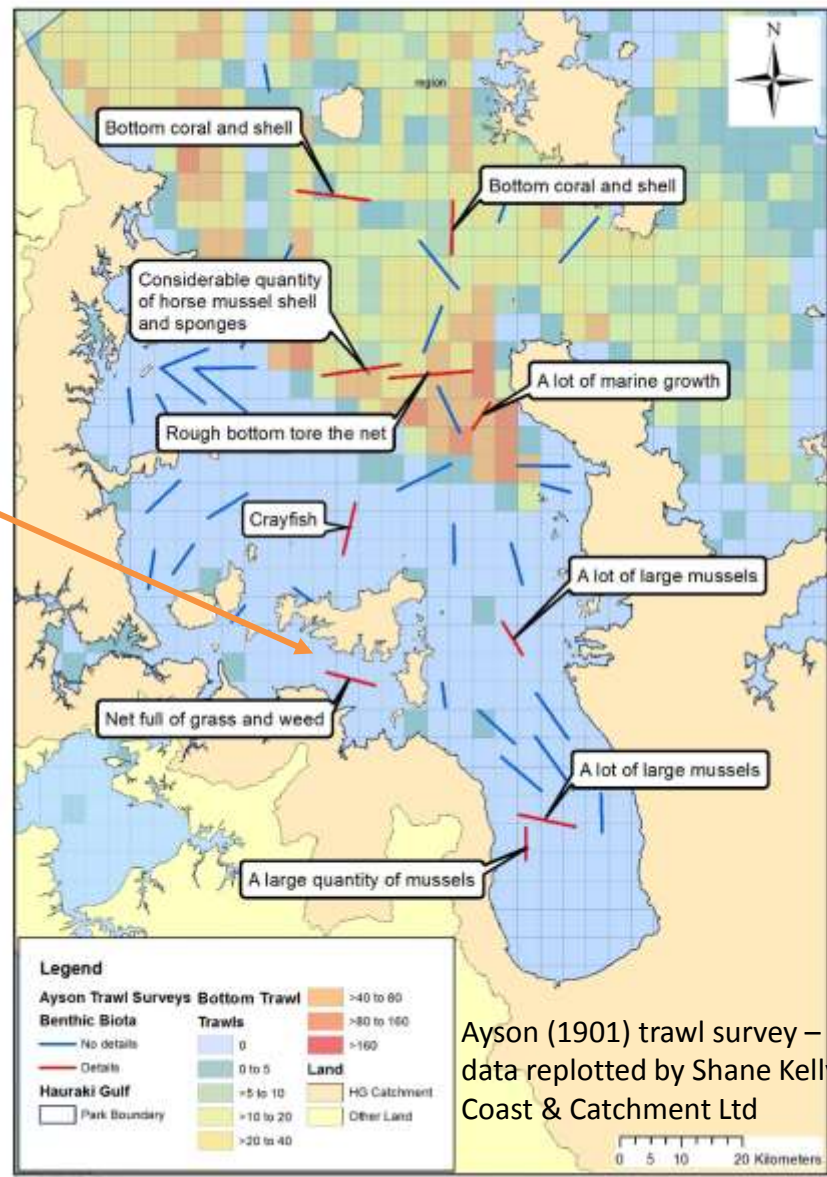 region
Bottom coral and shell
Bottom coral and shell
Considerable quantity
of horse mussel shell
and sponges
A lot of marine growth
Rough bottom tore the net
Crayfish
A lot of large mussels
Net full of grass and weed
A lot of large mussels
A large quantity of mussels
Legend
Ayson Trawl Surveys
Benthic Biota
No details
Details
Hauraki Gulf
Park Boundary
Bottom Trawl
Trawls
0
0 to 5
>5 to 10
>10 to 20
>20 to 40
>40 to 80
>80 to 160
>160
Land
HG Catchment
Other Land
Ayson (1901) trawl survey –
data replotted by Shane Kelly
Coast & Catchment Ltd
0 5 10 20 Kilometers